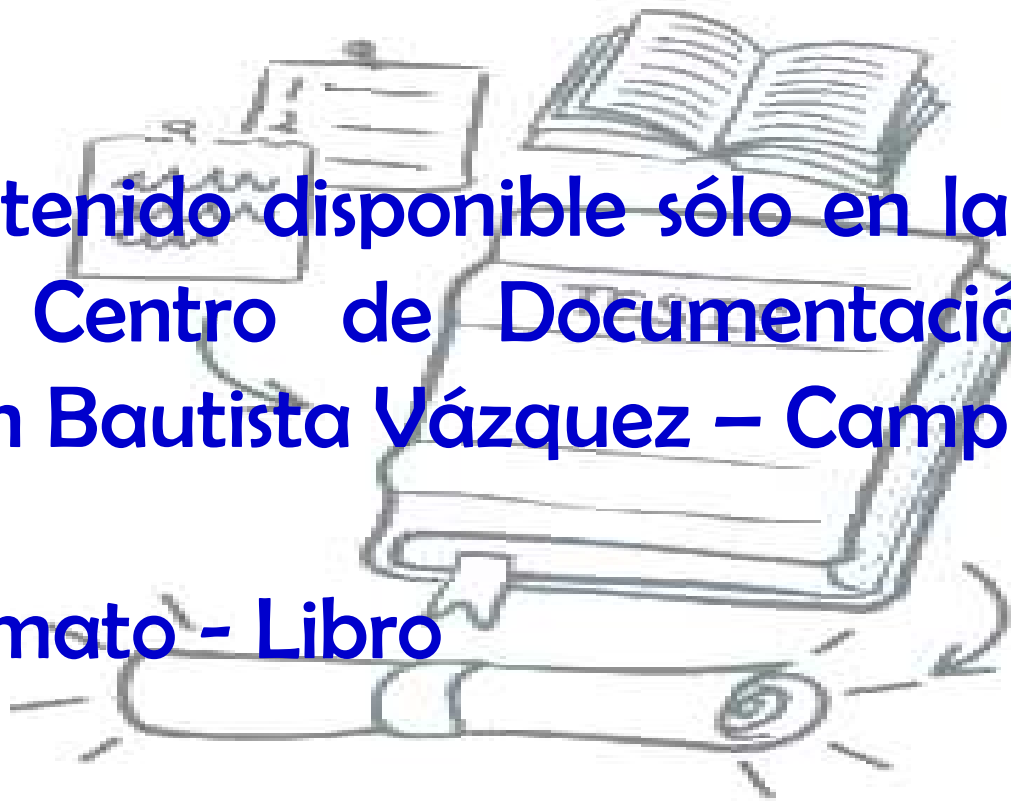 tenido disponible sólo en la
Centro de Documentació
n Bautista Vázquez – Camp
mato - Libro